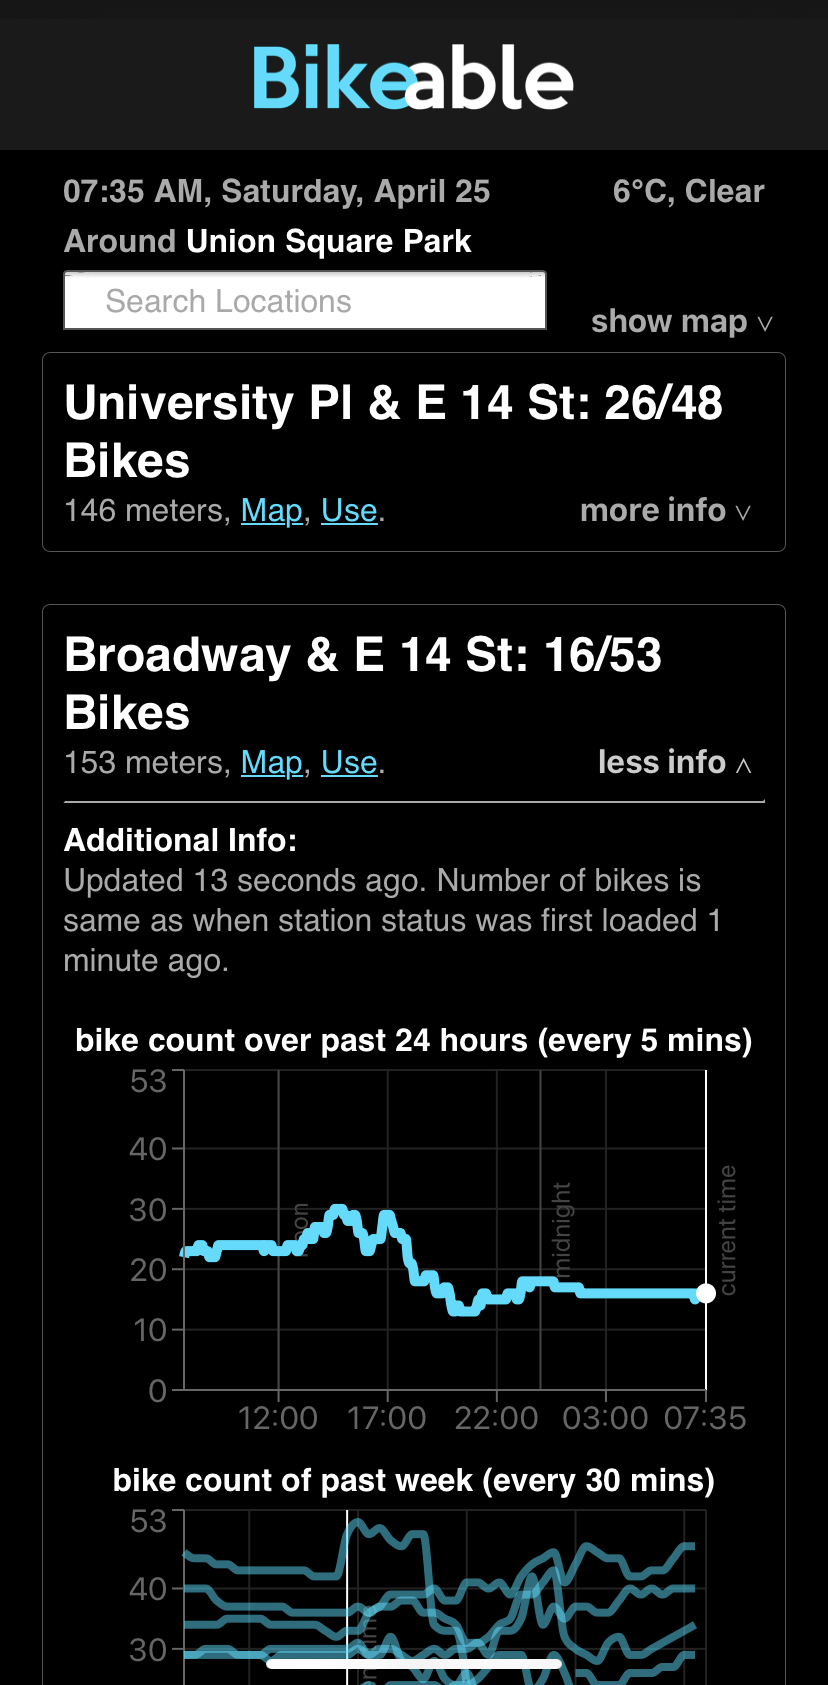 Bikeable
07:35 AM, Saturday, April 25
6°C, Clear
Around Union Square Park
Search Locations
show map ∨
University Pl & E 14 St: 26/48
Bikes
146 meters, Map, Use.
more info ∨
Broadway & E 14 St: 16/53
Bikes
153 meters, Map, Use.
less info ∧
Additional Info:
Updated 13 seconds ago. Number of bikes is
same as when station status was first loaded 1
minute ago.
bike count over past 24 hours (every 5 mins)
53
40
30
20
10
0
noon
midnight
current time
12:00 17:00 22:00 03:00 07:35
bike count of past week (every 30 mins)
53
40
30